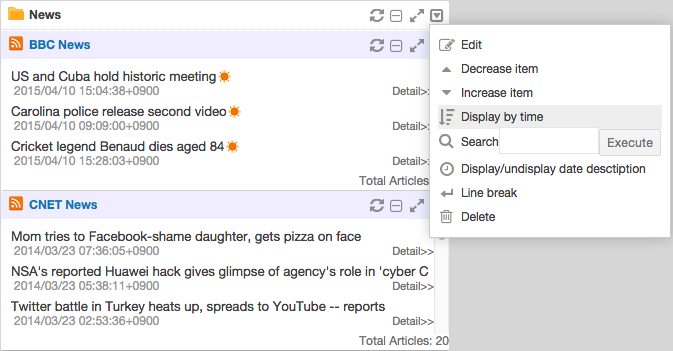 News
BBC News
US and Cuba hold historic meeting
2015/04/10 15:04:38+0900 Detail>>
Carolina police release second video
2015/04/10 09:09:00+0900 Detail>>
Cricket legend Benaud dies aged 84
2015/04/10 15:28:03+0900 Detail>>
Total Articles
CNET News
Mom tries to Facebook-shame daughter, gets pizza on face
2014/03/23 07:36:05+0900 Detail>>
NSA's reported Huawei hack gives glimpse of agency's role in 'cyber C
2014/03/23 05:38:11+0900 Detail>>
Twitter battle in Turkey heats up, spreads to YouTube -- reports
2014/03/23 02:53:36+0900 Detail>>
Total Articles: 20
Edit
Decrease item
Increase item
Display by time
Search Execute
Display/undisplay date desctiption
Line break
Delete